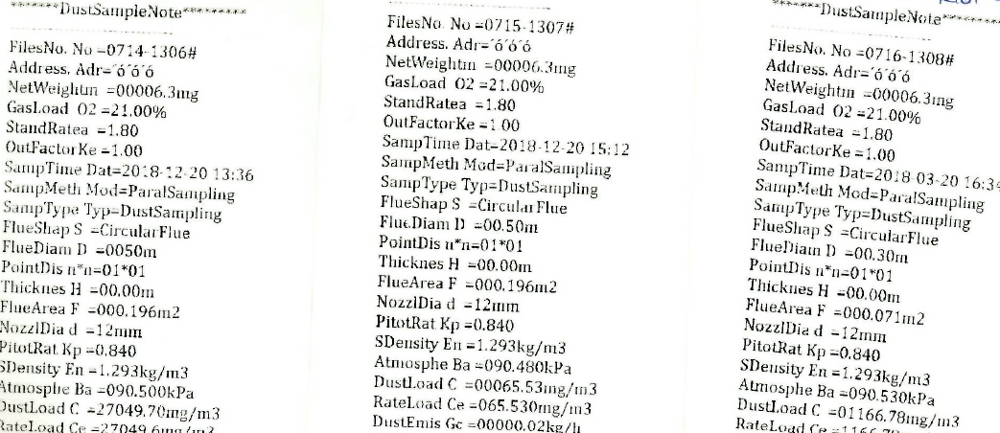 *******DustSampleNote*********
FilesNo. No =0714-1306#
Address. Adr=´ó´ó´ó
NetWeightm =00006.3mg
GasLoad O2 =21.00%
StandRatea =1.80
OutFactorKe =1.00
SampTime Dat=2018-12-20 13:36
SampMeth Mod=ParalSampling
SampType Typ=DustSampling
FlueShap S =CircularFlue
FlueDiam D =0050m
PointDis n*n=01*01
Thicknes H =00.00m
FlueArea F =000.196m2
NozzlDia d =12mm
PitotRat Kp =0.840
SDensity En =1.293kg/m3
Atmosphe Ba =090.500kPa
DustLoad C =27049.70mg/m3
RateLoad Ce =27049.6mg/m3
FilesNo. No =0715-1307#
Address. Adr=´ó´ó´ó
NetWeightm =00006.3mg
GasLoad O2 =21.00%
StandRatea =1.80
OutFactorKe =1 00
SampTime Dat=2018-12-20 15:12
SampMeth Mod=ParalSampling
SampType Typ=DustSampling
FlueShap S =CircularFlue
FlueDiam D =00.50m
PointDis n*n=01*01
Thicknes H =00.00m
FlueArea F =000.196m2
NozzlDia d =12mm
PitotRat Kp =0.840
SDensity En =1.293kg/m3
Atmosphe Ba =090.480kPa
DustLoad C =00065.53mg/m3
RateLoad Ce =065.530mg/m3
DustEmis Gc =00000.02kg/h
*******DustSampleNote*********
FilesNo. No =0716-1308#
Address. Adr=´ó´ó´ó
NetWeightm =00006.3mg
GasLoad O2 =21.00%
StandRatea =1.80
OutFactorKe =1.00
SampTime Dat=2018-03-20 16:34
SampMeth Mod=ParalSampling
SampType Typ=DustSampling
FlueShap S =CircularFlue
FlueDiam D =00.30m
PointDis n*n=01*01
Thicknes H =00.00m
FlueArea F =000.071m2
NozzlDia d =12mm
PitotRat Kp =0.840
SDensity En =1.293kg/m3
Atmosphe Ba =090.530kPa
DustLoad C =01166.78mg/m3
RateLoad Ce